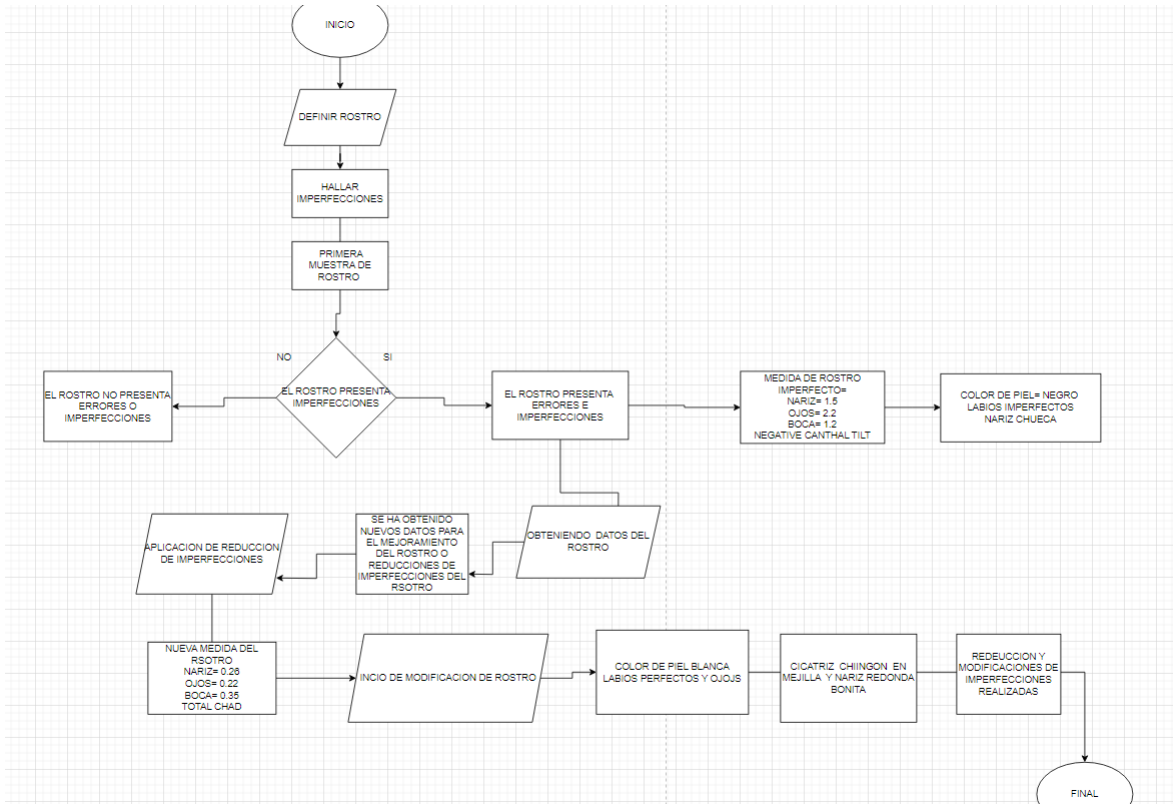 INICIO
DEFINIR ROSTRO
HALLAR
IMPERFECCIONES
PRIMERA
MUESTRA DE
ROSTRO
NO
SI
EL ROSTRO PRESENTA
IMPERFECCIONES
EL ROSTRO NO PRESENTA
ERRORES O
IMPERFECCIONES
EL ROSTRO PRESENTA
ERRORES E
IMPERFECCIONES
MEDIDA DE ROSTRO
IMPERFECTO=
NARIZ= 1.5
OJOS= 2.2
BOCA= 1.2
NEGATIVE CANTHAL TILT
COLOR DE PIEL= NEGRO
LABIOS IMPERFECTOS
NARIZ CHUECA
OBTENIENDO DATOS DEL
ROSTRO
SE HA OBTENIDO
NUEVOS DATOS PARA
EL MEJORAMIENTO
DEL ROSTRO O
REDUCCIONES DE
IMPERFECCIONES DEL
RSOTRO
APLICACION DE REDUCCION
DE IMPERFECCIONES
NUEVA MEDIDA DEL
RSOTRO
NARIZ= 0.26
OJOS= 0.22
BOCA= 0.35
TOTAL CHAD
INCIO DE MODIFICACION DE ROSTRO
COLOR DE PIEL BLANCA
LABIOS PERFECTOS Y OJOJS
CICATRIZ CHIINGON EN
MEJILLA Y NARIZ REDONDA
BONITA
REDEUCCION Y
MODIFICACIONES DE
IMPERFECCIONES
REALIZADAS
FINAL